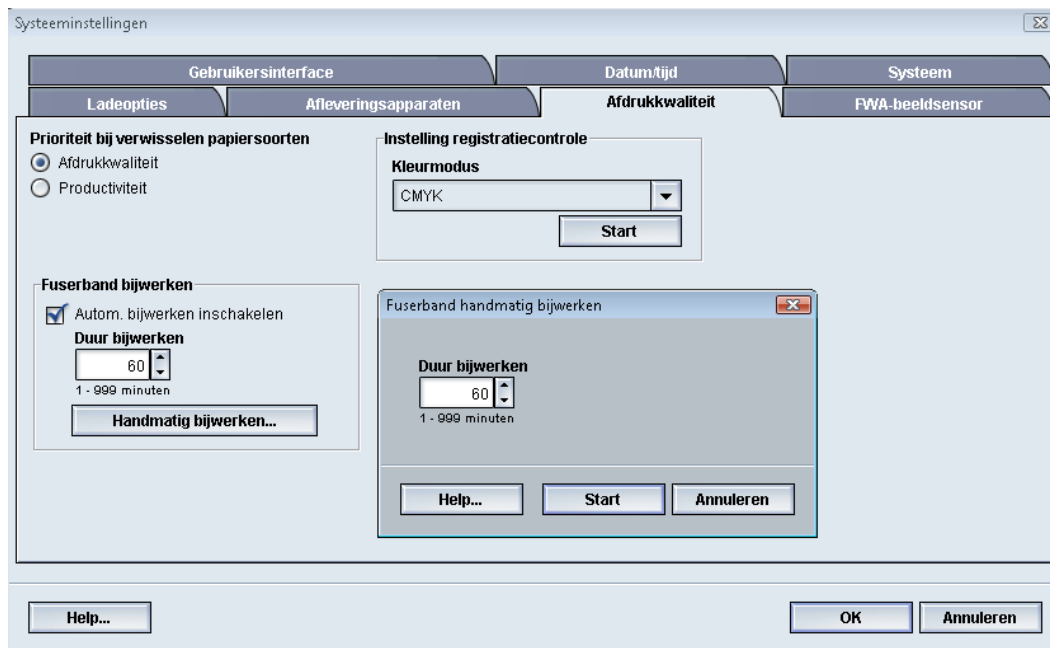 Systeeminstellingen
Gebruikersinterface
Datum/tijd
Systeem
Ladeopties
Afleveringsapparaten
Afdrukkwaliteit
FWA-beeldsensor
Prioriteit bij verwisselen papiersoorten
Afdrukkwaliteit
Productiviteit
Instelling registratiecontrole
Kleurmodus
CMYK
Start
Fuserband bijwerken
Autom. bijwerken inschakelen
Duur bijwerken
60
1 - 999 minuten
Handmatig bijwerken...
Fuserband handmatig bijwerken
Duur bijwerken
60
1 - 999 minuten
Help...
Start
Annuleren
Help...
OK
Annuleren